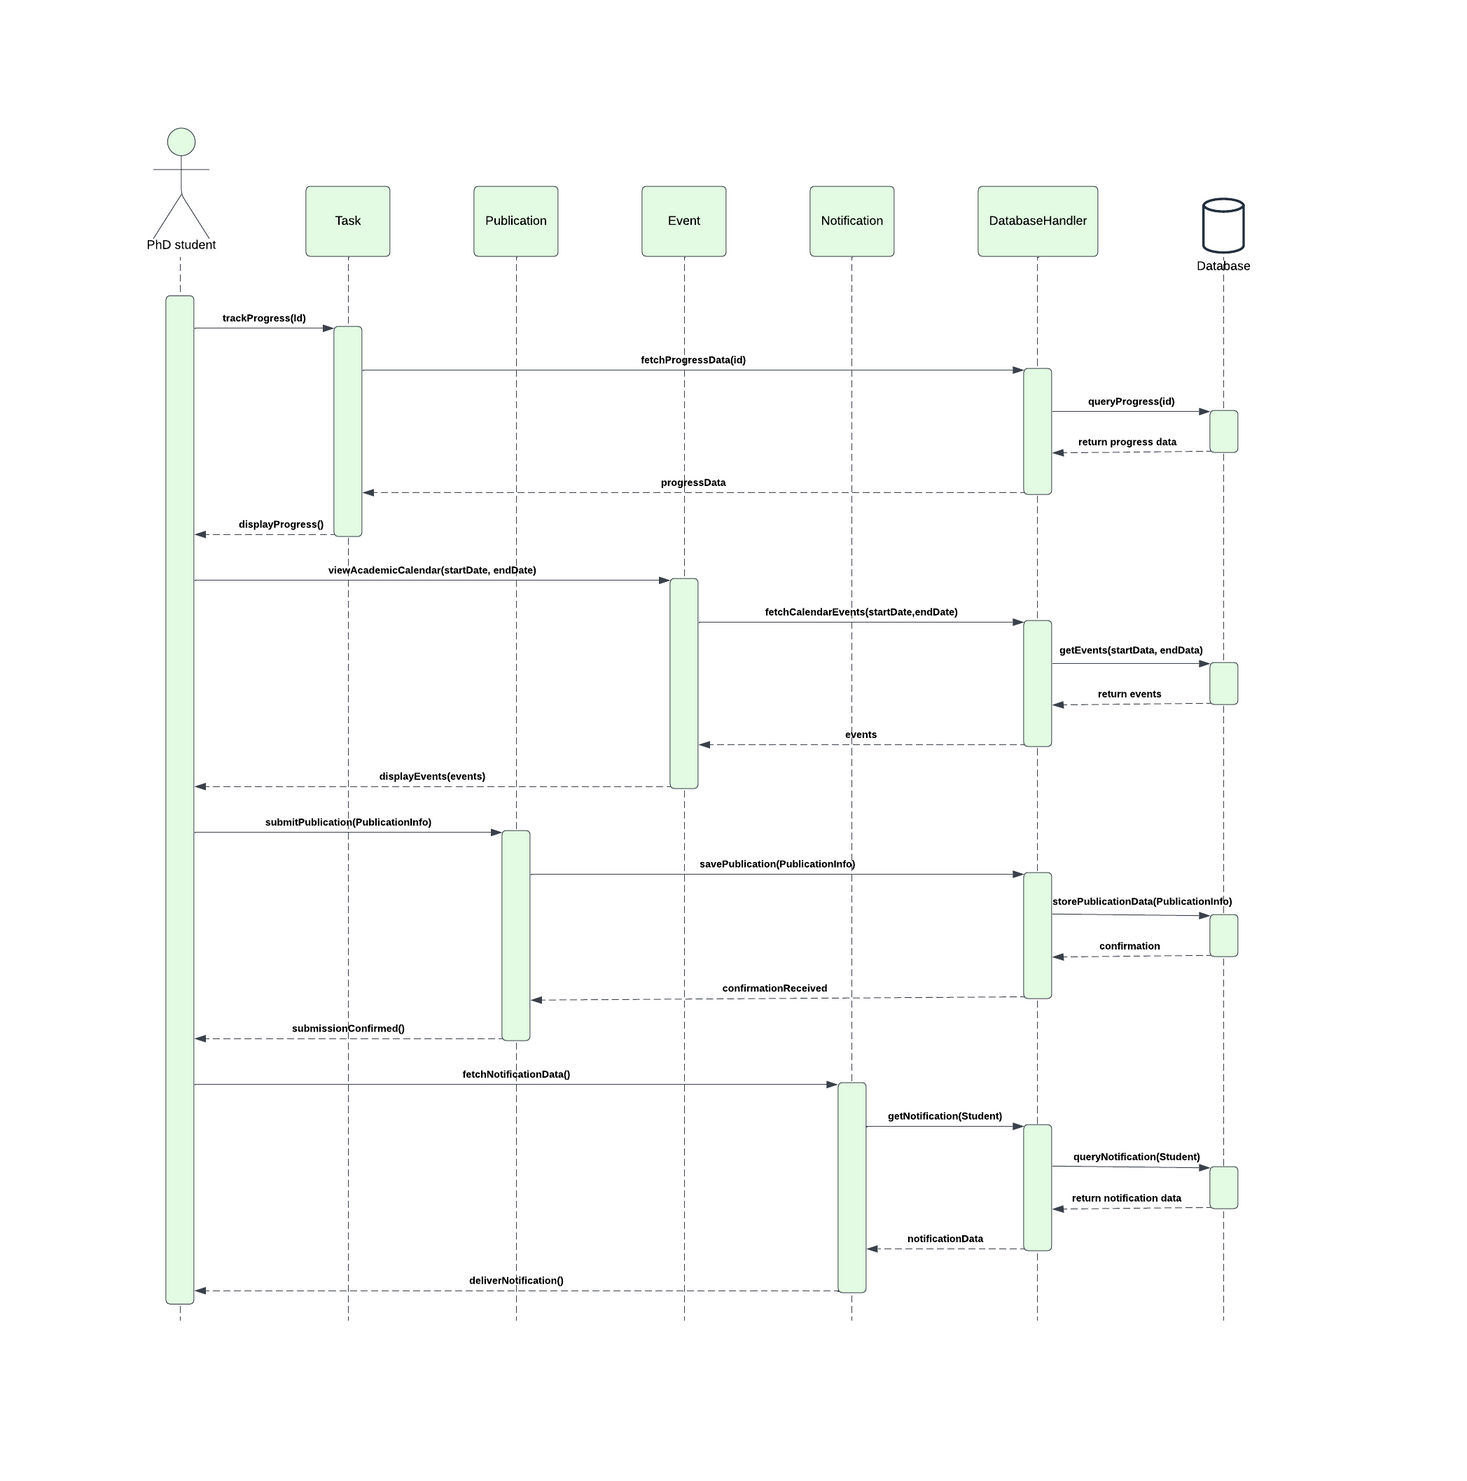 PhD student
Task
Publication
Event
Notification
DatabaseHandler
Database
trackProgress(Id)
fetchProgressData(id)
queryProgress(id)
return progress data
progressData
displayProgress()
viewAcademicCalendar(startDate, endDate)
fetchCalendarEvents(startDate,endDate)
getEvents(startData, endData)
return events
events
displayEvents(events)
submitPublication(PublicationInfo)
savePublication(PublicationInfo)
storePublicationData(PublicationInfo)
confirmation
confirmationReceived
submissionConfirmed()
fetchNotificationData()
getNotification(Student)
queryNotification(Student)
return notification data
notificationData
deliverNotification()